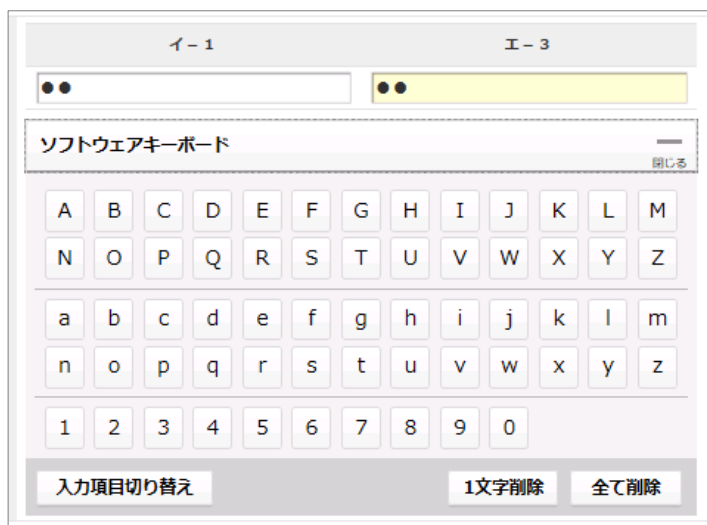 イ – 1 エ – 3
●● ●●
ソフトウェアキーボード
閉じる
A B C D E F G H I J K L M
N O P Q R S T U V W X Y Z
a b c d e f g h i j k l m
n o p q r s t u v w x y z
1 2 3 4 5 6 7 8 9 0
入力項目切り替え 1文字削除 全て削除